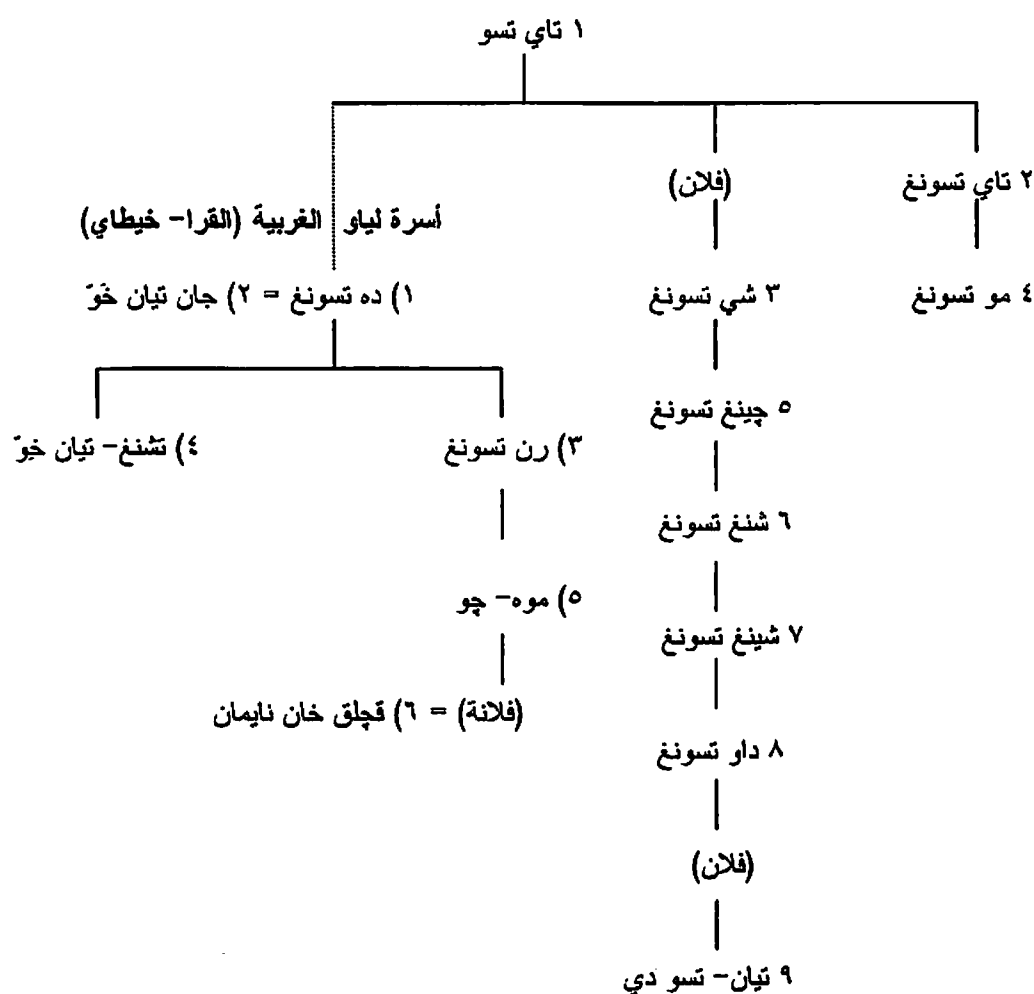 ١ تاي تسو
٢ تاي تسونغ
(فلان)
أسرة لياو الغربية (القرا- خيطاي)
٤ مو تسونغ
٣ شي تسونغ
١) ده تسونغ = ٢) جان تيان خوّ
٥ چينغ تسونغ
٣) رن تسونغ
٤) تشنغ- تيان خوّ
٦ شنغ تسونغ
٥) موه- چو
٧ شينغ تسونغ
(فلانة) = ٦) قچلق خان نايمان
٨ داو تسونغ
(فلان)
٩ تيان- تسو دي